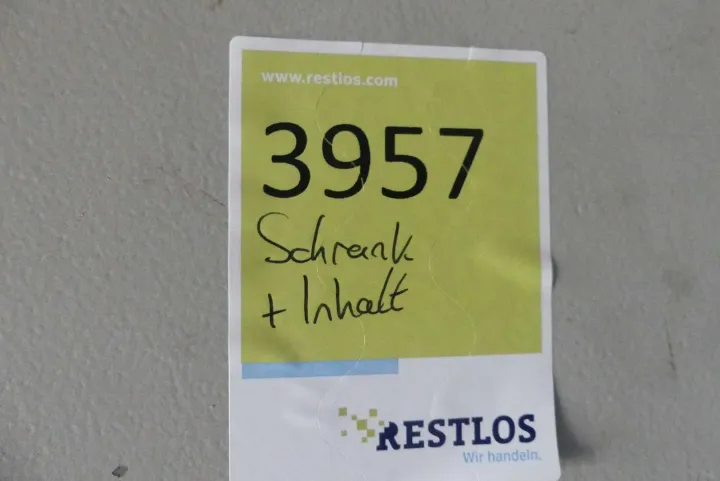 www.restlos.com
3957
Schrank
+ Inhalt
RESTLOS
Wir handeln.